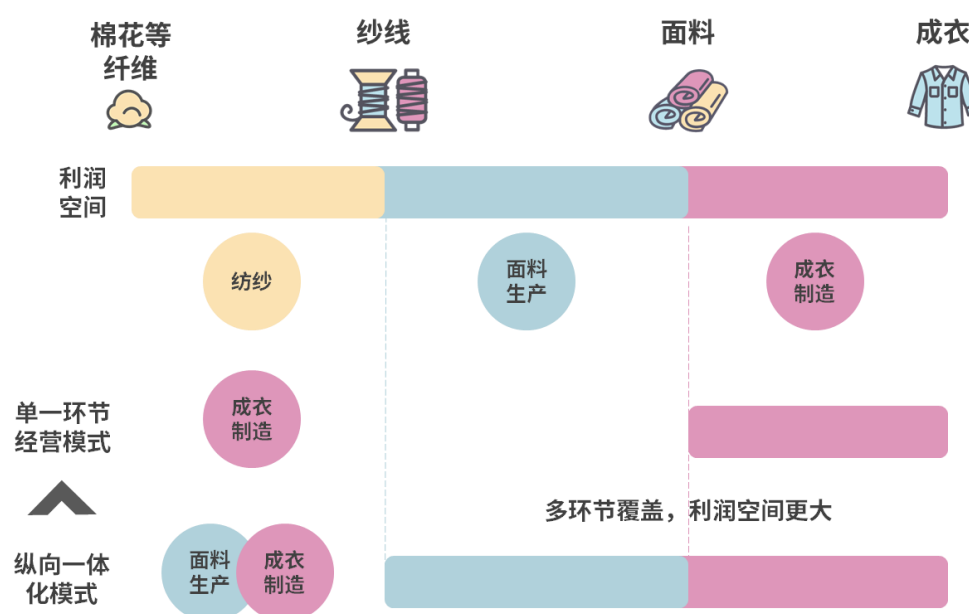 棉花等
纤维
纱线
面料
成衣
利润
空间
纺纱
面料
生产
成衣
制造
单一环节
经营模式
成衣
制造
多环节覆盖，利润空间更大
纵向一体
化模式
面料
生产
成衣
制造